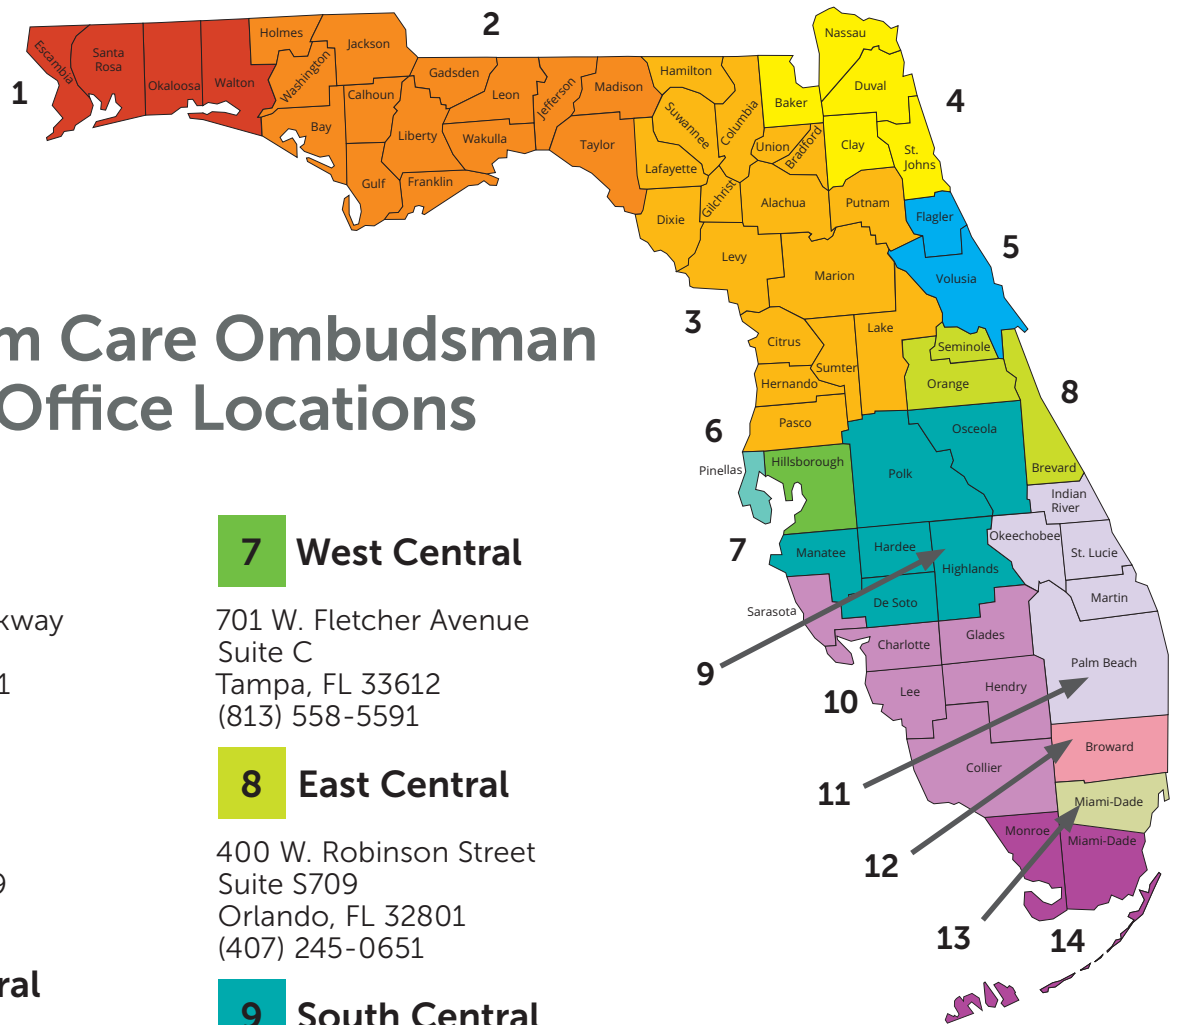 2
Holmes
Jackson
Nassau
Escambia
Santa
Rosa
Okaloosa
Walton
Washington
1
Gadsden
Hamilton
Duval
4
Calhoun
Leon
Jefferson
Madison
Baker
Bay
Liberty
Wakulla
Taylor
Suwannee
Columbia
Union
Bradford
Clay
St.
Johns
Gulf
Franklin
Lafayette
Gilchrist
Dixie
Alachua
Putnam
Flagler
5
Levy
Marion
Volusia
3
Citrus
Lake
Seminole
Sumter
Hernando
Orange
8
m Care Ombudsman
Office Locations
6
Pasco
Osceola
Pinellas
Hillsborough
Polk
Brevard
Indian
River
7
Manatee
Hardee
Okeechobee
St. Lucie
Highlands
De Soto
Martin
Sarasota
Charlotte
Glades
9
10
Lee
Hendry
Palm Beach
11
Collier
Broward
12
Miami-Dade
Monroe
Miami-Dade
13
14
kway
1
9
ral
7 West Central
701 W. Fletcher Avenue
Suite C
Tampa, FL 33612
(813) 558-5591
8 East Central
400 W. Robinson Street
Suite S709
Orlando, FL 32801
(407) 245-0651
9 South Central